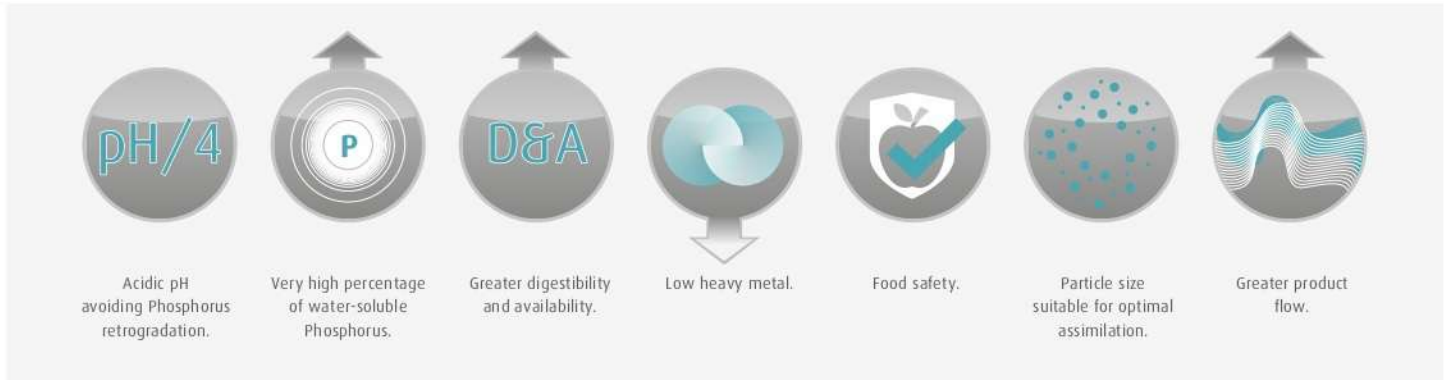 pH/4
P
D&A
Acidic pH
avoiding Phosphorus
retrogradation.
Very high percentage
of water-soluble
Phosphorus.
Greater digestibility
and availability.
Low heavy metal.
Food safety.
Particle size
suitable for optimal
assimilation.
Greater product
flow.